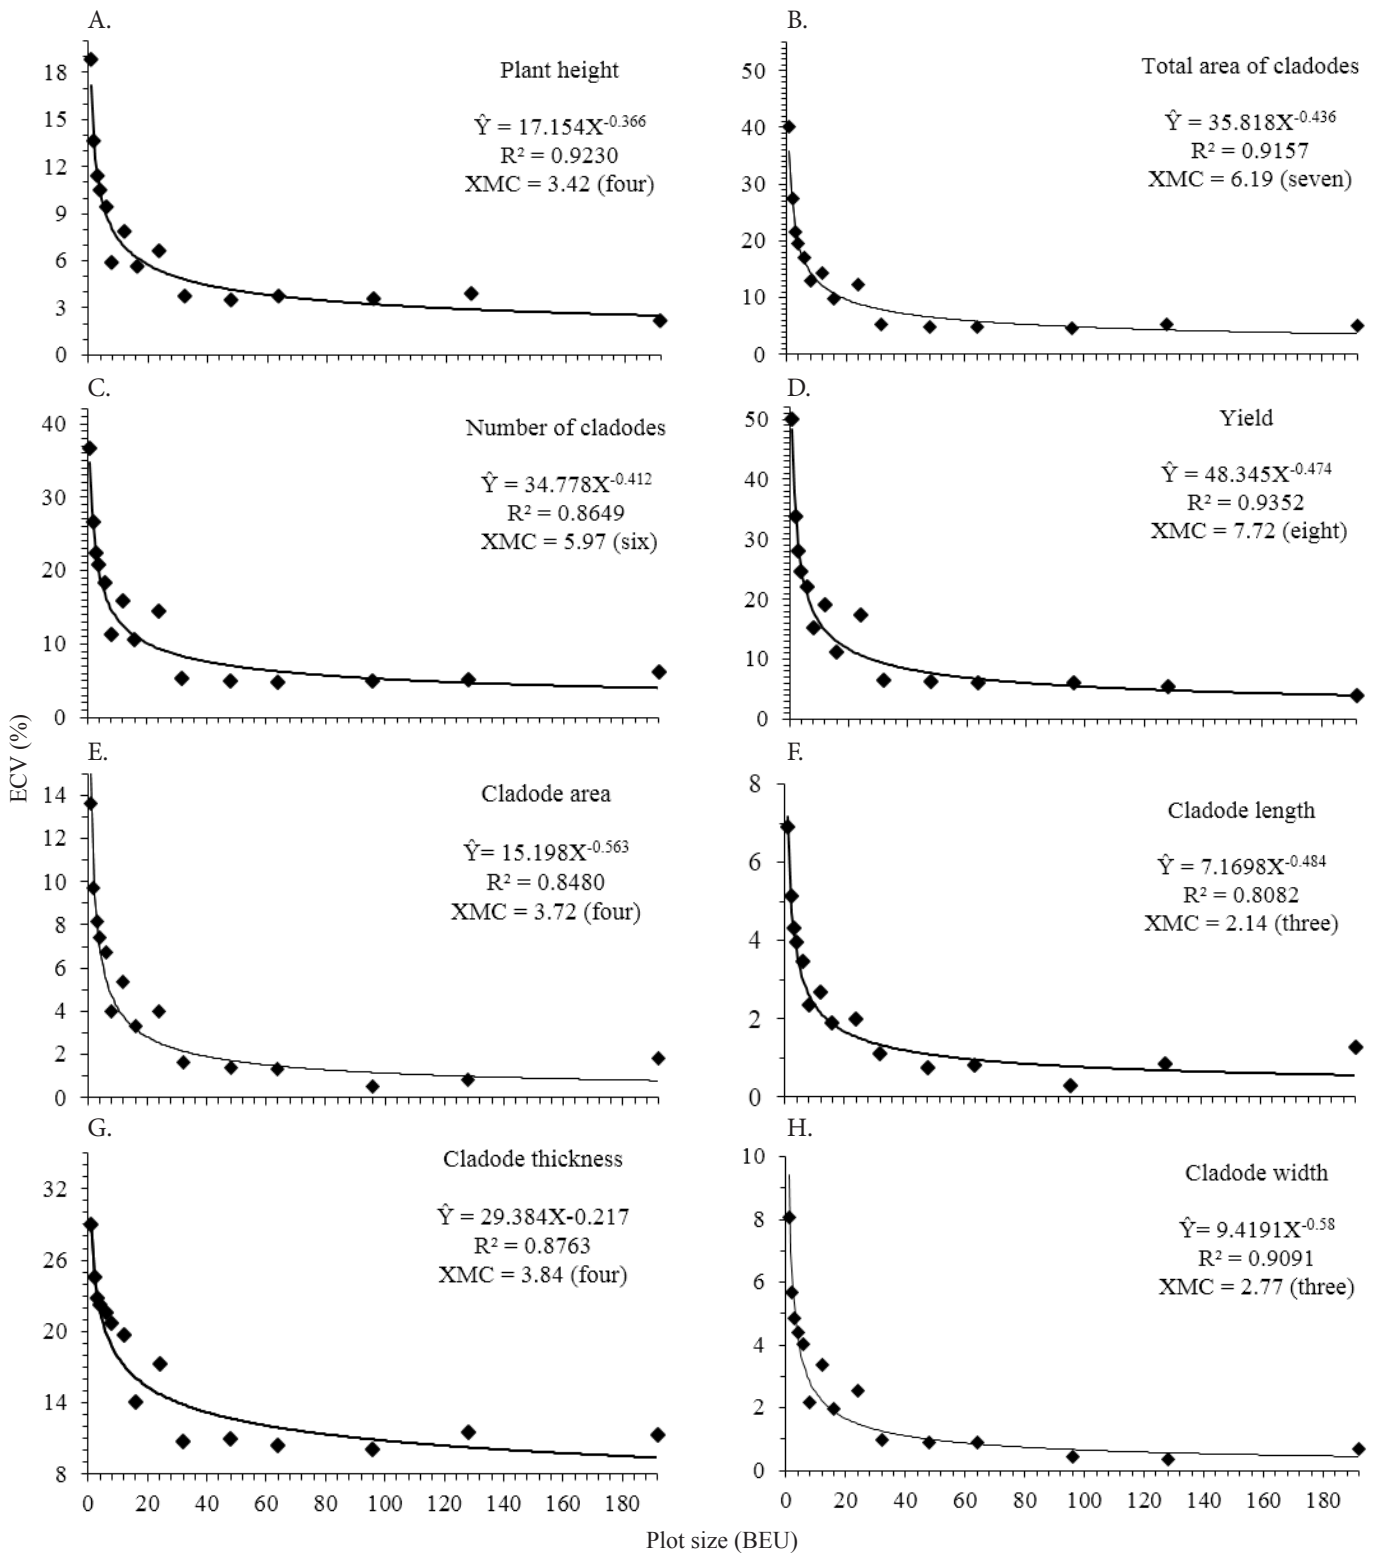 A.
Plant height
Ŷ = 17.154X-0.366
R² = 0.9230
XMC = 3.42 (four)
18
15
12
9
6
3
0
B.
Total area of cladodes
Ŷ = 35.818X-0.436
R² = 0.9157
XMC = 6.19 (seven)
50
40
30
20
10
0
C.
Number of cladodes
Ŷ = 34.778X-0.412
R² = 0.8649
XMC = 5.97 (six)
40
30
20
10
0
D.
Yield
Ŷ = 48.345X-0.474
R² = 0.9352
XMC = 7.72 (eight)
50
40
30
20
10
0
ECV (%)
E.
Cladode area
Ŷ= 15.198X-0.563
R² = 0.8480
XMC = 3.72 (four)
14
12
10
8
6
4
2
0
F.
Cladode length
Ŷ = 7.1698X-0.484
R² = 0.8082
XMC = 2.14 (three)
8
6
4
2
0
G.
Cladode thickness
Ŷ = 29.384X-0.217
R² = 0.8763
XMC = 3.84 (four)
32
26
20
14
8
0 20 40 60 80 100 120 140 160 180
H.
Cladode width
Ŷ= 9.4191X-0.58
R² = 0.9091
XMC = 2.77 (three)
10
8
6
4
2
0
0 20 40 60 80 100 120 140 160 180
Plot size (BEU)